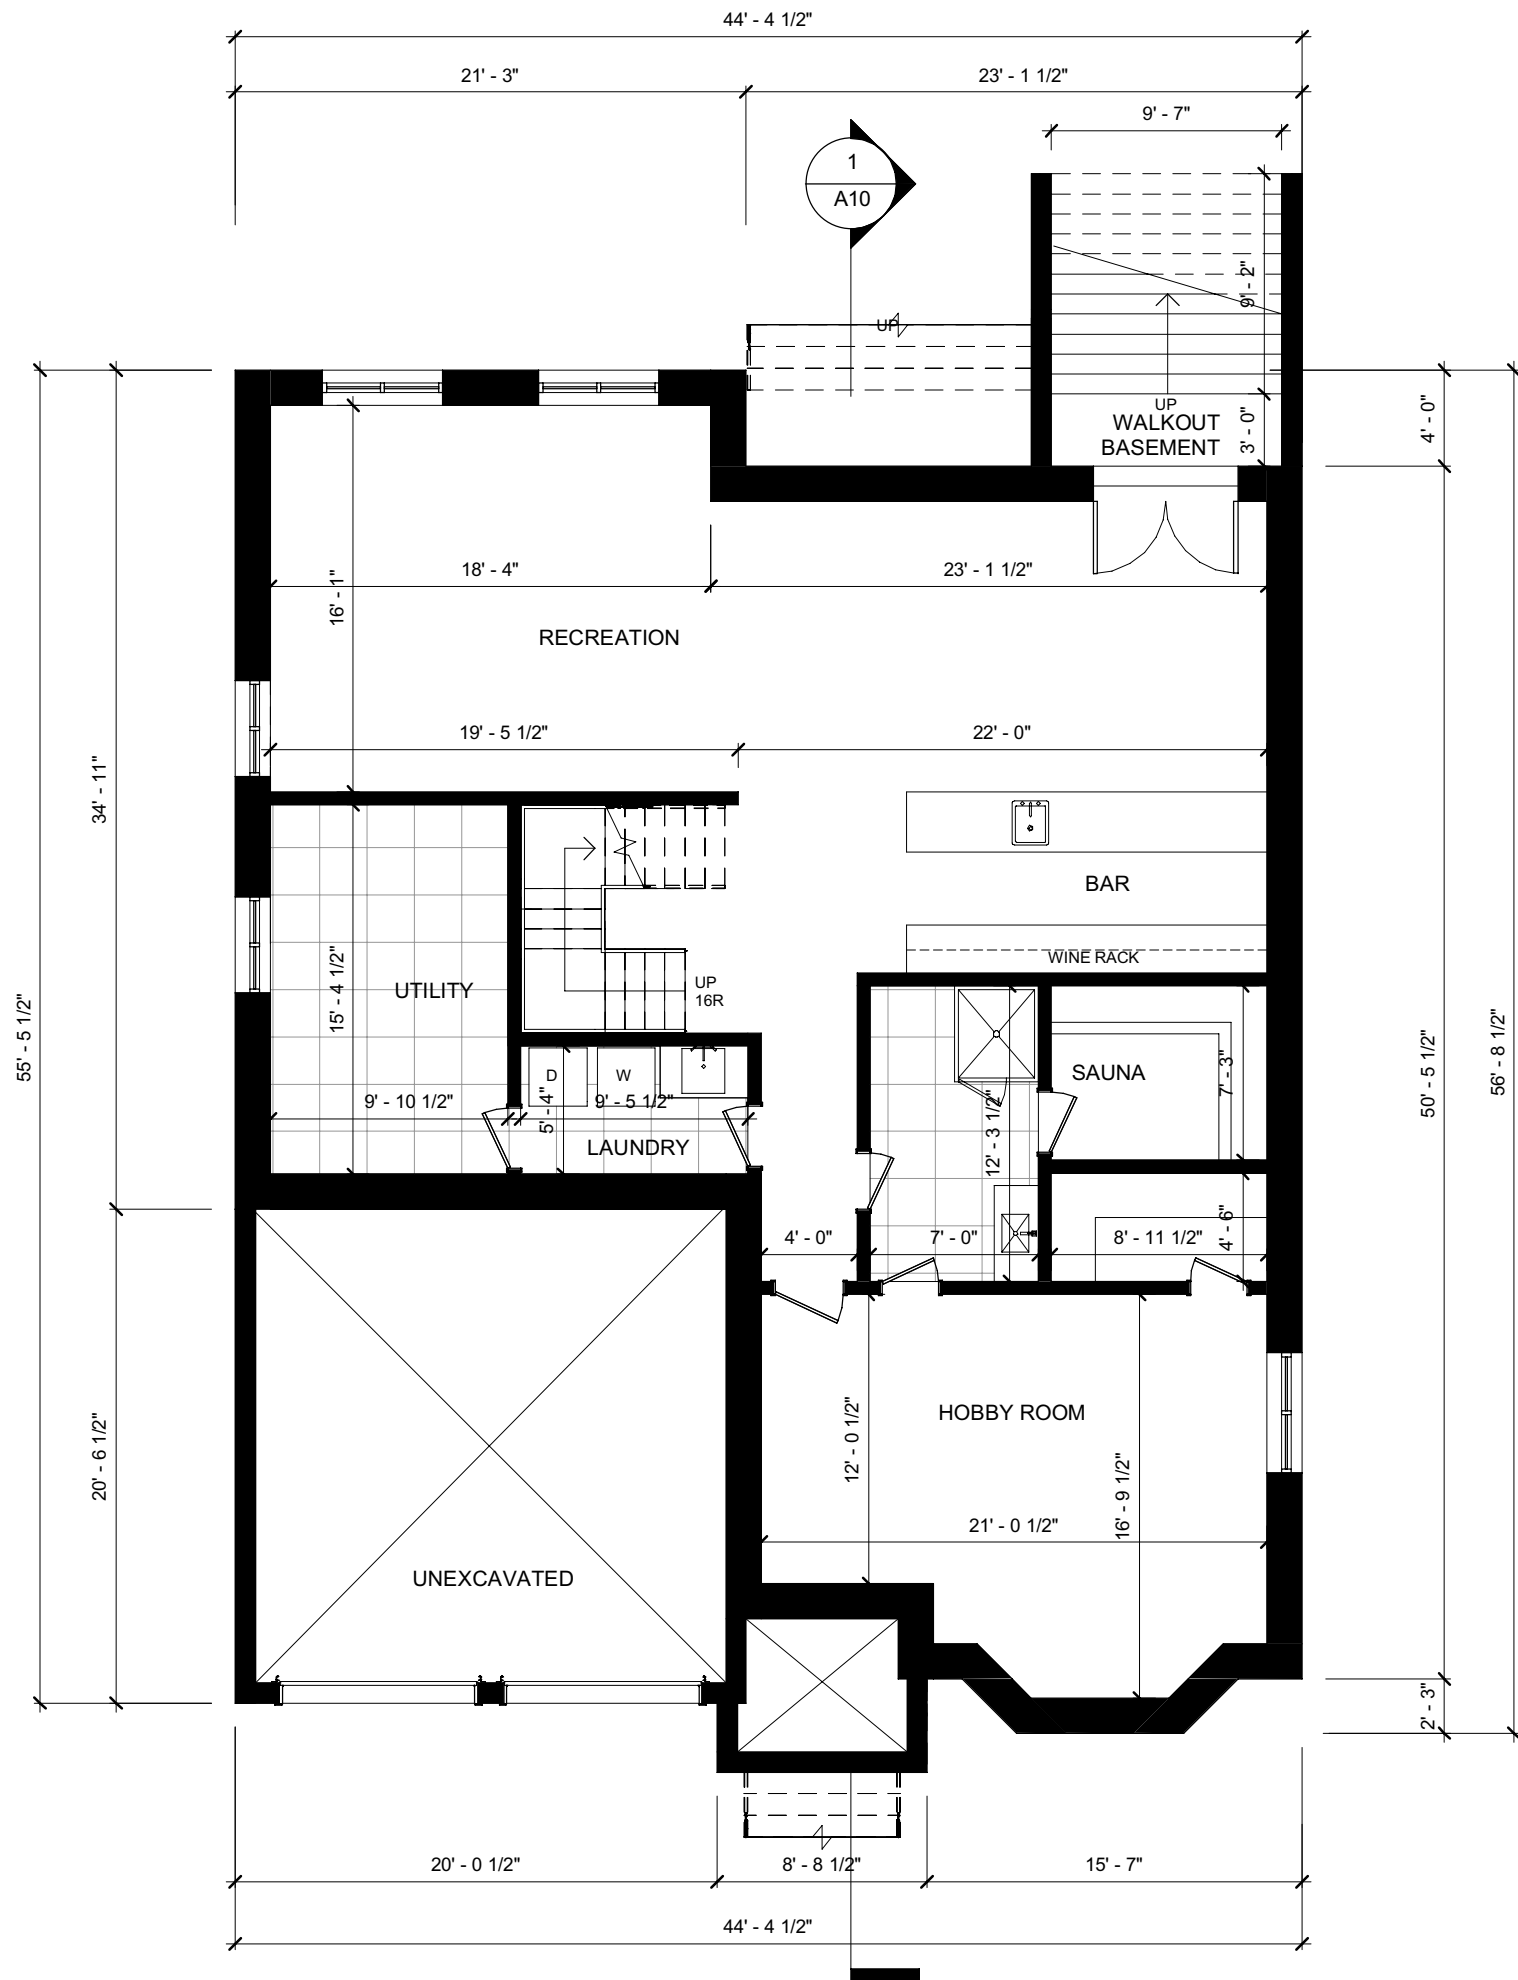 44' - 4 1/2"
21' - 3"
23' - 1 1/2"
9' - 7"
1
A10
9' - 2"
UP
UP
WALKOUT
BASEMENT
3' - 0"
4' - 0"
18' - 4"
23' - 1 1/2"
16' - 1"
RECREATION
19' - 5 1/2"
22' - 0"
34' - 11"
BAR
WINE RACK
UTILITY
15' - 4 1/2"
UP
16R
55' - 5 1/2"
50' - 5 1/2"
56' - 8 1/2"
D
W
SAUNA
7' - 3"
9' - 10 1/2"
5' - 4"
9' - 5 1/2"
12' - 3 1/2"
LAUNDRY
4' - 0"
7' - 0"
8' - 11 1/2"
4' - 6"
HOBBY ROOM
20' - 6 1/2"
12' - 0 1/2"
16' - 9 1/2"
21' - 0 1/2"
UNEXCAVATED
2' - 3"
20' - 0 1/2"
8' - 8 1/2"
15' - 7"
44' - 4 1/2"